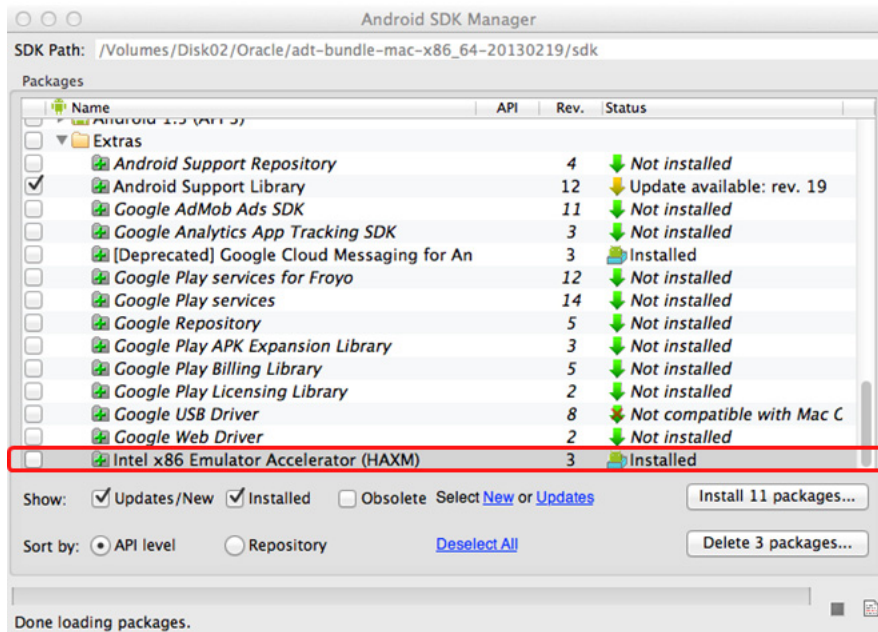 Android SDK Manager
SDK Path: /Volumes/Disk02/Oracle/adt-bundle-mac-x86_64-20130219/sdk
Packages
Name API Rev. Status
Android 1.5 (API 3)
Extras
Android Support Repository 4 Not installed
Android Support Library 12 Update available: rev. 19
Google AdMob Ads SDK 11 Not installed
Google Analytics App Tracking SDK 3 Not installed
[Deprecated] Google Cloud Messaging for An 3 Installed
Google Play services for Froyo 12 Not installed
Google Play services 14 Not installed
Google Repository 5 Not installed
Google Play APK Expansion Library 3 Not installed
Google Play Billing Library 5 Not installed
Google Play Licensing Library 2 Not installed
Google USB Driver 8 Not compatible with Mac O
Google Web Driver 2 Not installed
Intel x86 Emulator Accelerator (HAXM) 3 Installed
Show: Updates/New Installed Obsolete Select New or Updates Install 11 packages...
Sort by: API level Repository Deselect All Delete 3 packages...
Done loading packages.